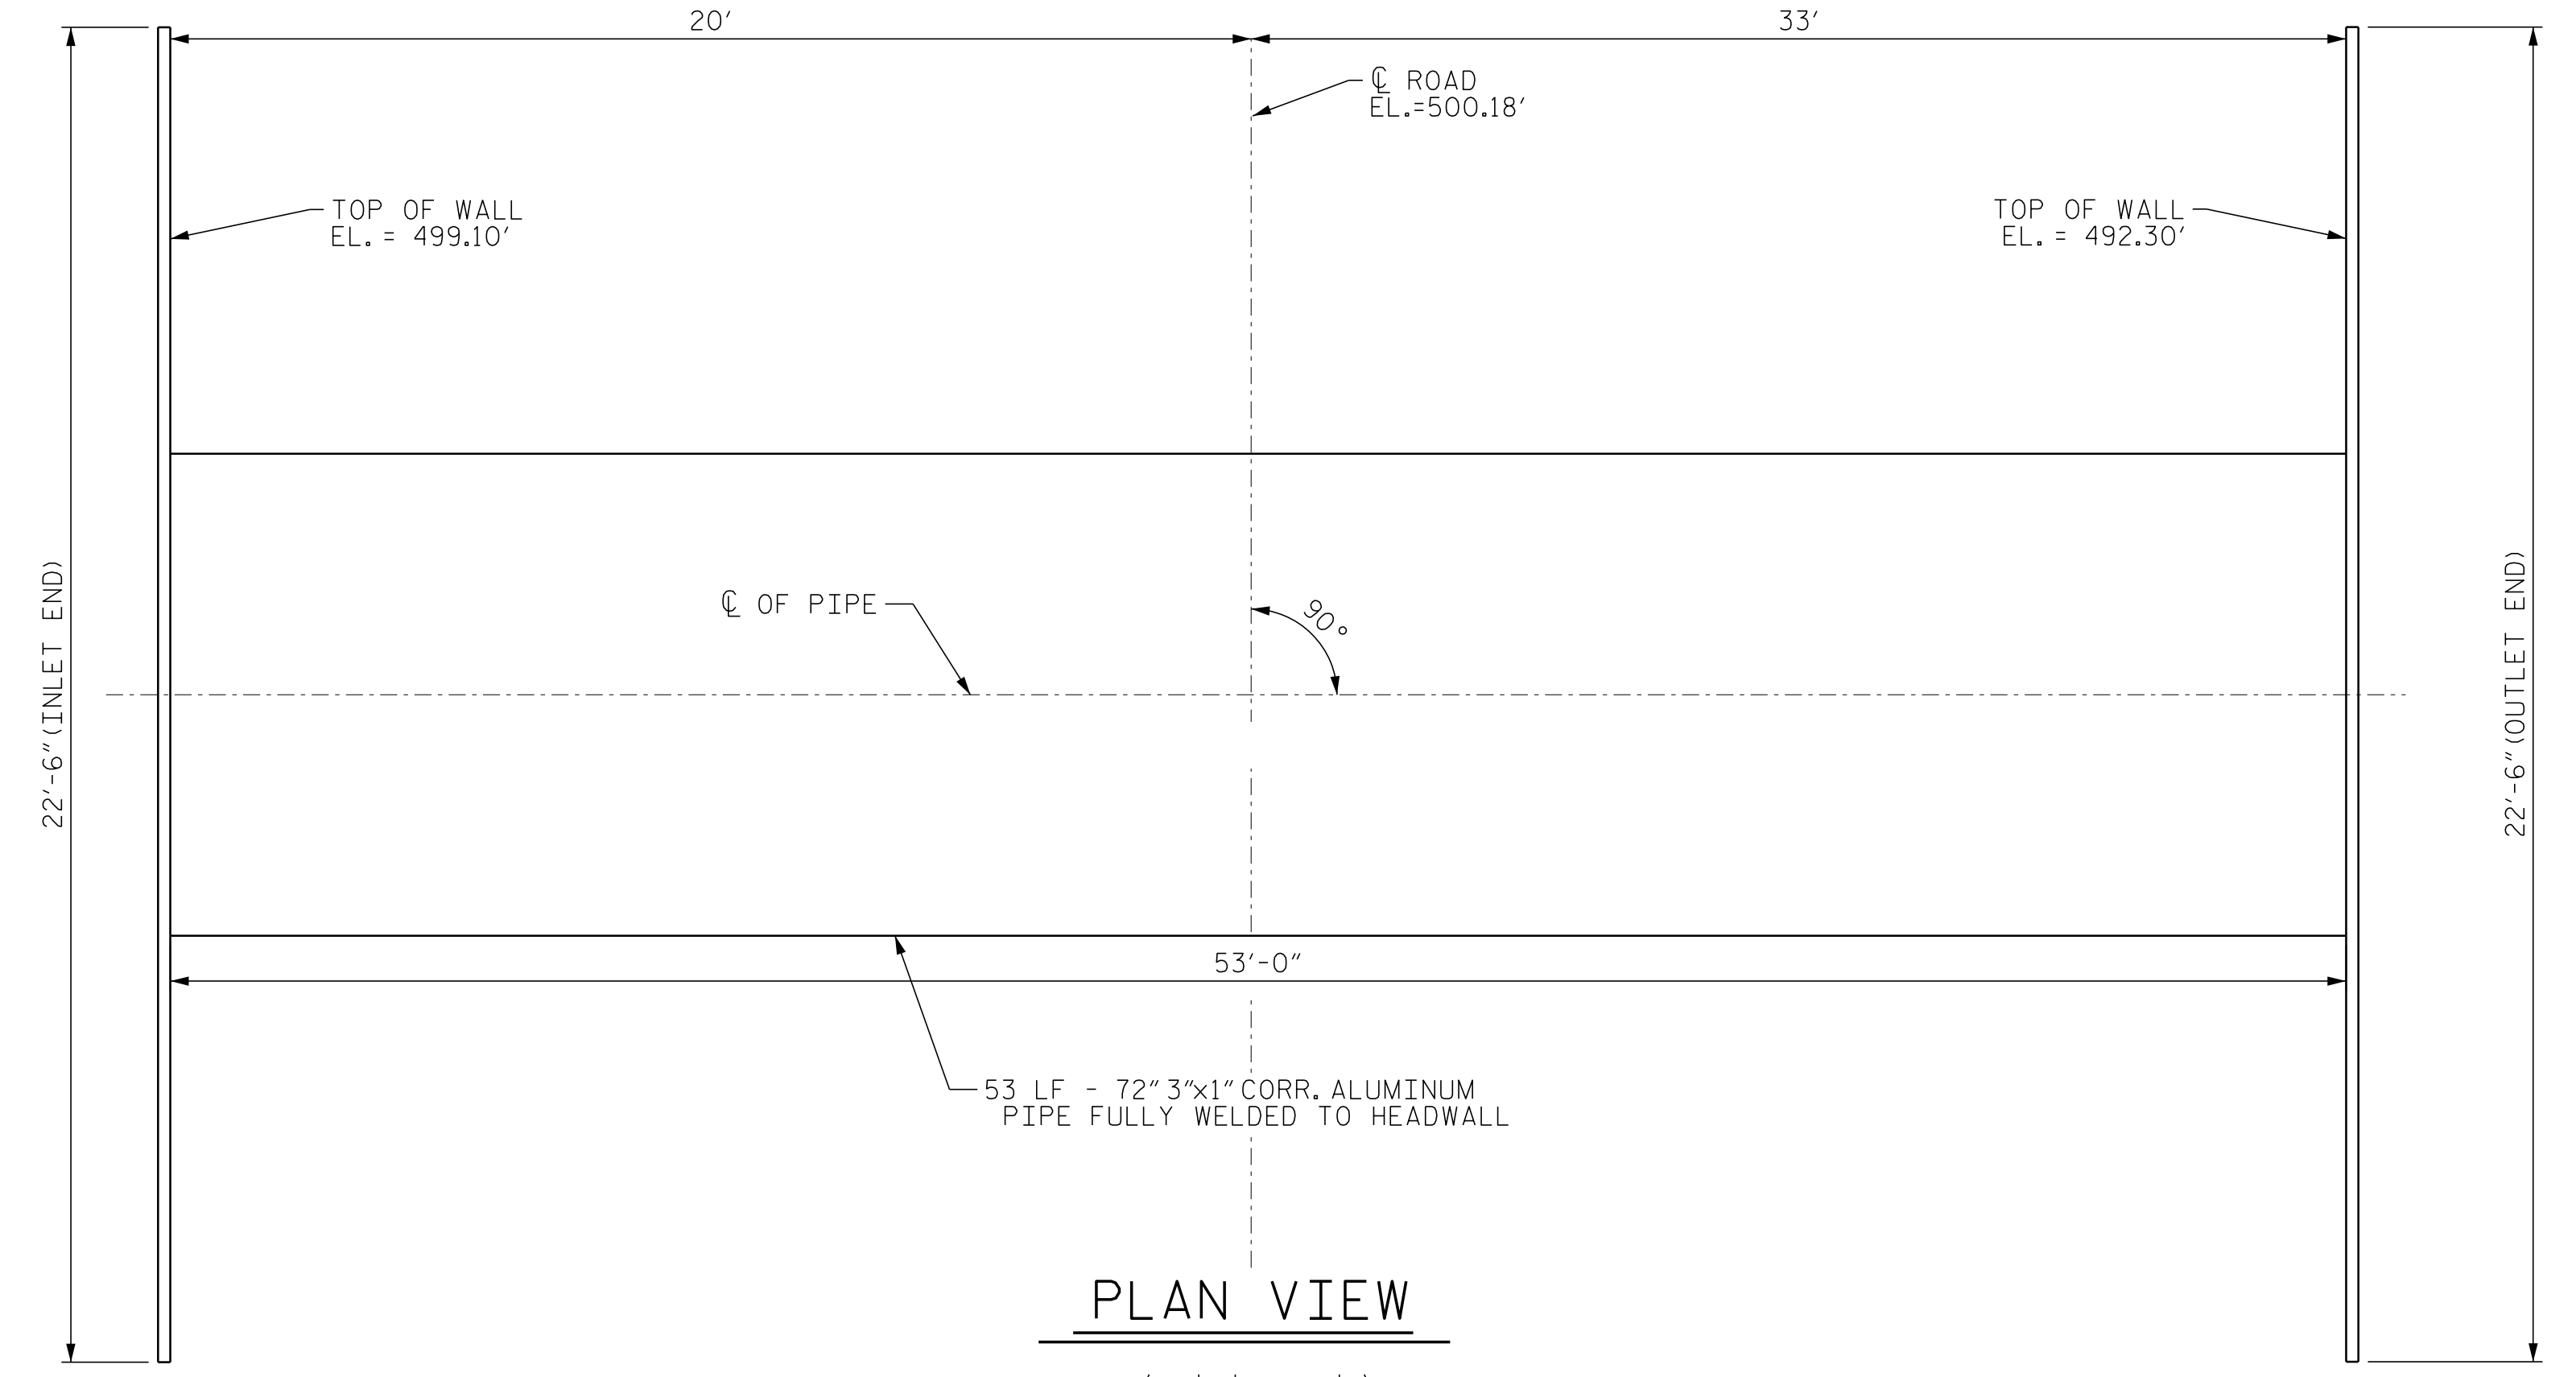 20' 33'
℄ ROAD
EL.=500.18'
TOP OF WALL
EL. = 499.10'
TOP OF WALL
EL. = 492.30'
22'-6"(INLET END)
℄ OF PIPE
90°
22'-6"(OUTLET END)
53'-0"
53 LF - 72"3"x1"CORR. ALUMINUM
PIPE FULLY WELDED TO HEADWALL
PLAN VIEW